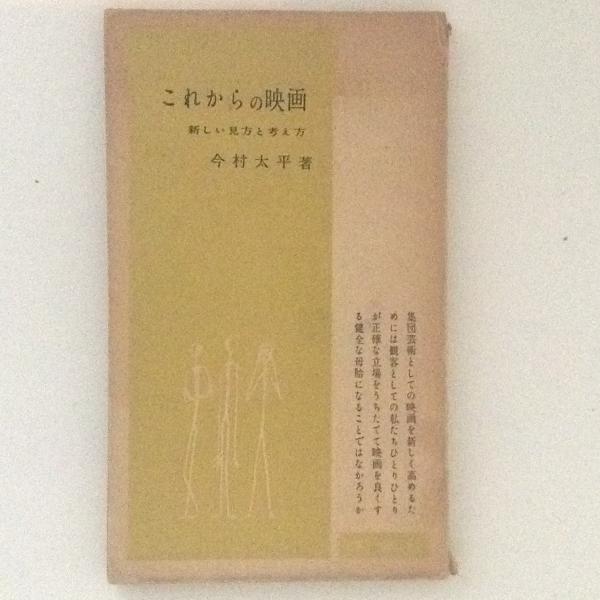 これからの映画
新しい見方と考え方
今村太平著
集団芸術としての映画を新しく高めるた
めには観客としての私たちひとりひとり
が正確な立場をうちたてて映画を良くす
る健全な母胎になることではなかろうか